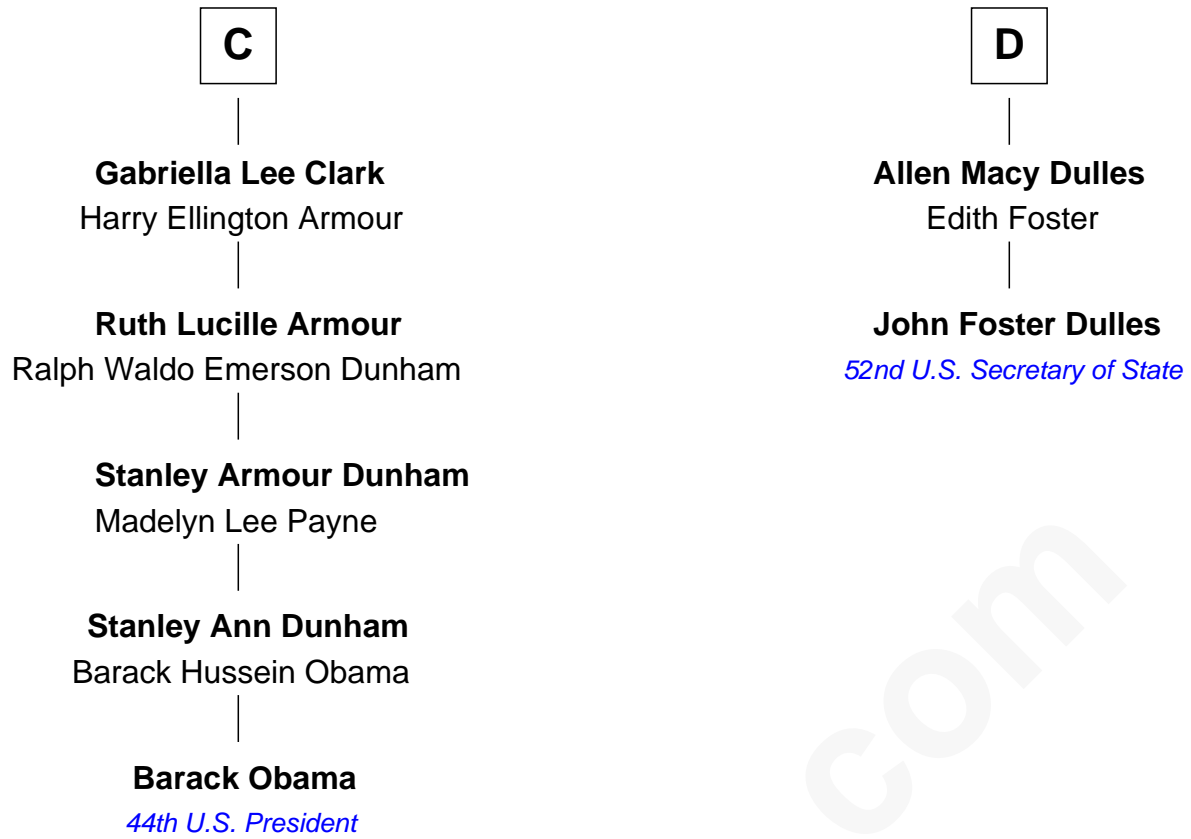 C
Gabriella Lee Clark
Harry Ellington Armour
Ruth Lucille Armour
Ralph Waldo Emerson Dunham
Stanley Armour Dunham
Madelyn Lee Payne
Stanley Ann Dunham
Barack Hussein Obama
Barack Obama
44th U.S. President
D
Allen Macy Dulles
Edith Foster
John Foster Dulles
52nd U.S. Secretary of State
com